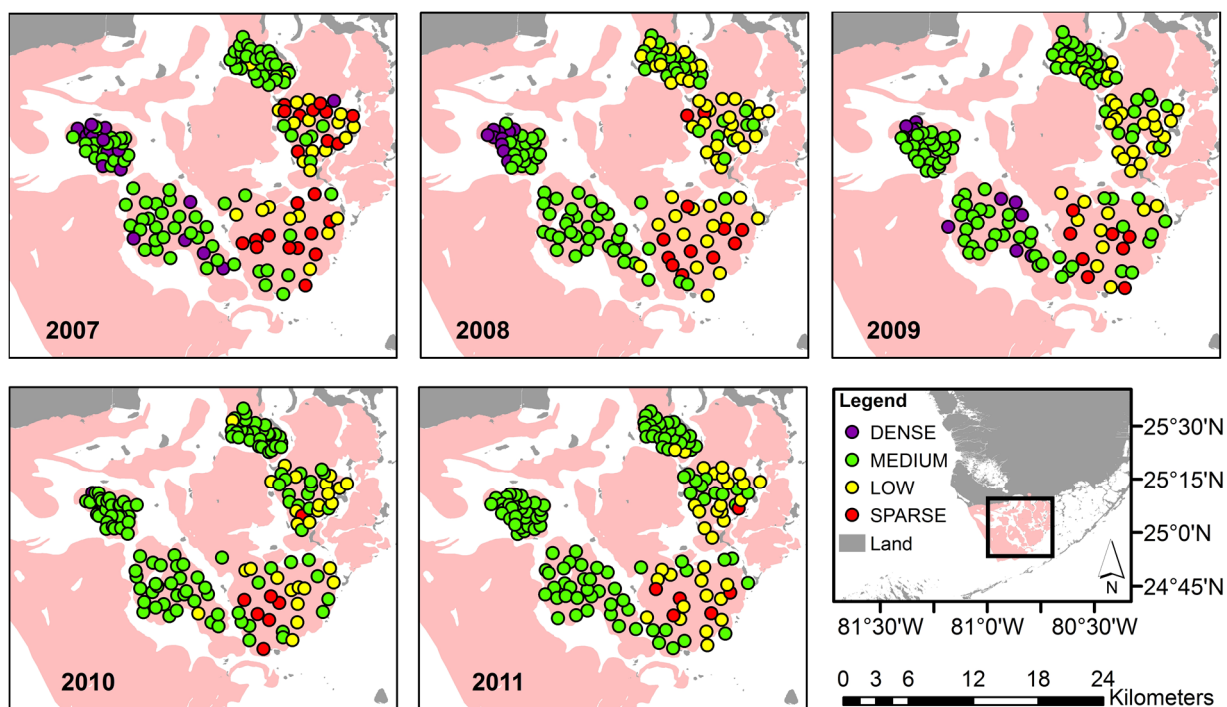 2007
2008
2009
2010
2011
Legend
DENSE
MEDIUM
LOW
SPARSE
Land
N
25°30'N
25°15'N
25°0'N
24°45'N
81°30'W
81°0'W
80°30'W
0 3 6 12 18 24
Kilometers